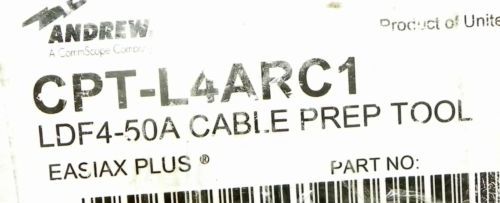 ANDREW
A CommScope Company
Product of Unite
CPT-L4ARC1
LDF4-50A CABLE PREP TOOL
EASIAX PLUS ®
PART NO: